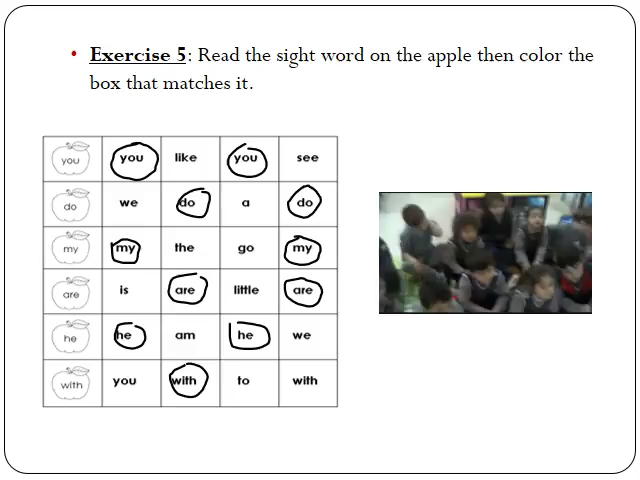 • Exercise 5: Read the sight word on the apple then color the
box that matches it.
you you like you see
do we do a do
my my the go my
are is are little are
he he am he we
with you with to with